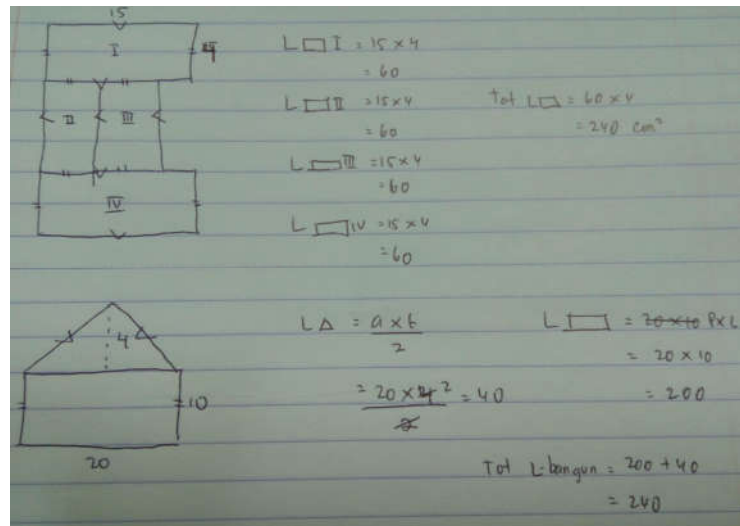 15
I
4
II
III
IV
L▭I = 15 x 4
= 60
L▭II = 15 x 4
= 60
L▭III = 15 x 4
= 60
L▭IV = 15 x 4
= 60
Tot L▭ = 60 x 4
= 240 cm²
4
10
20
L△ = a x t
2
= 20 x 4² = 40
2
L▭ = 20 x 10 P x L
= 20 x 10
= 200
Tot L. bangun = 200 + 40
= 240